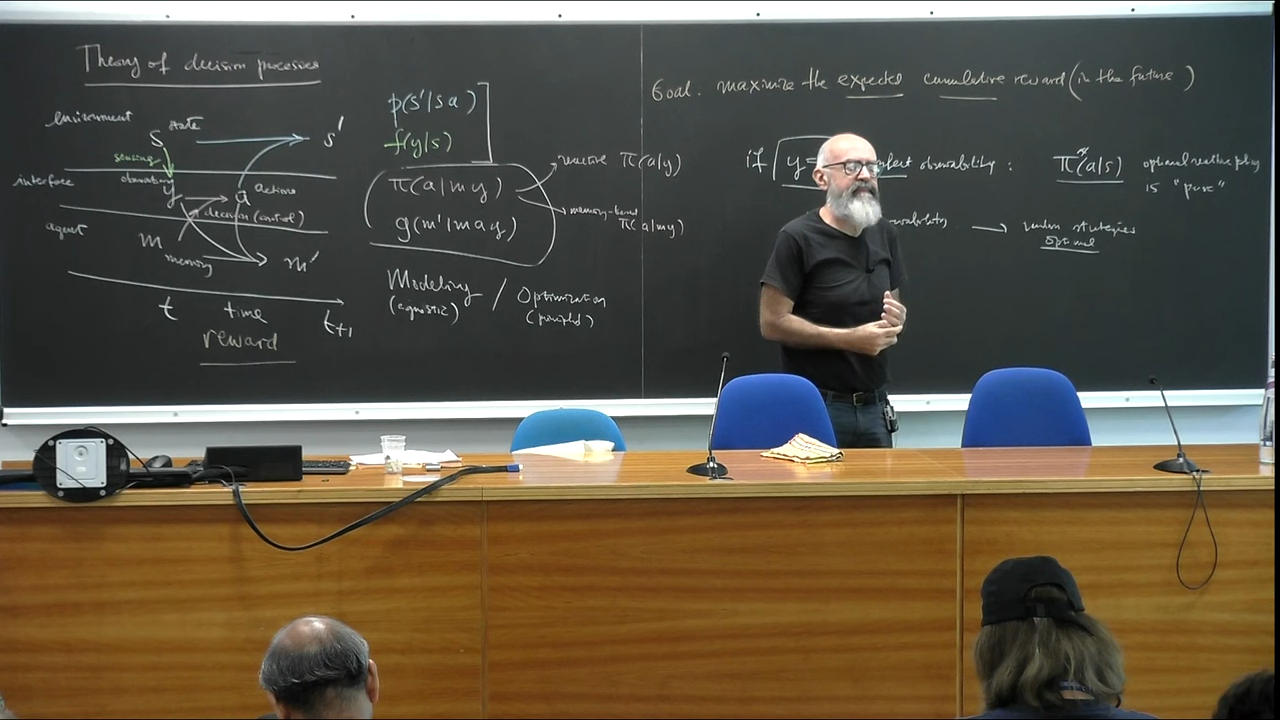 Theory of decision processes
environment
state
s
s'
sensing
interface
observation
y
a
actions
decision (control)
agent
m
memory
m'
t
time
t+1
reward
p(s'|s a)
f(y|s)
π(a|m y)
g(m'|m a y)
reactive π(a|y)
memory-based
π(a|my)
Modeling / Optimization
(agnostic)
Goal. maximize the expected cumulative reward (in the future)
if y=
observability :
π*(a|s)
optimal reactive policy
is "pure"
→ random strategies
optimal